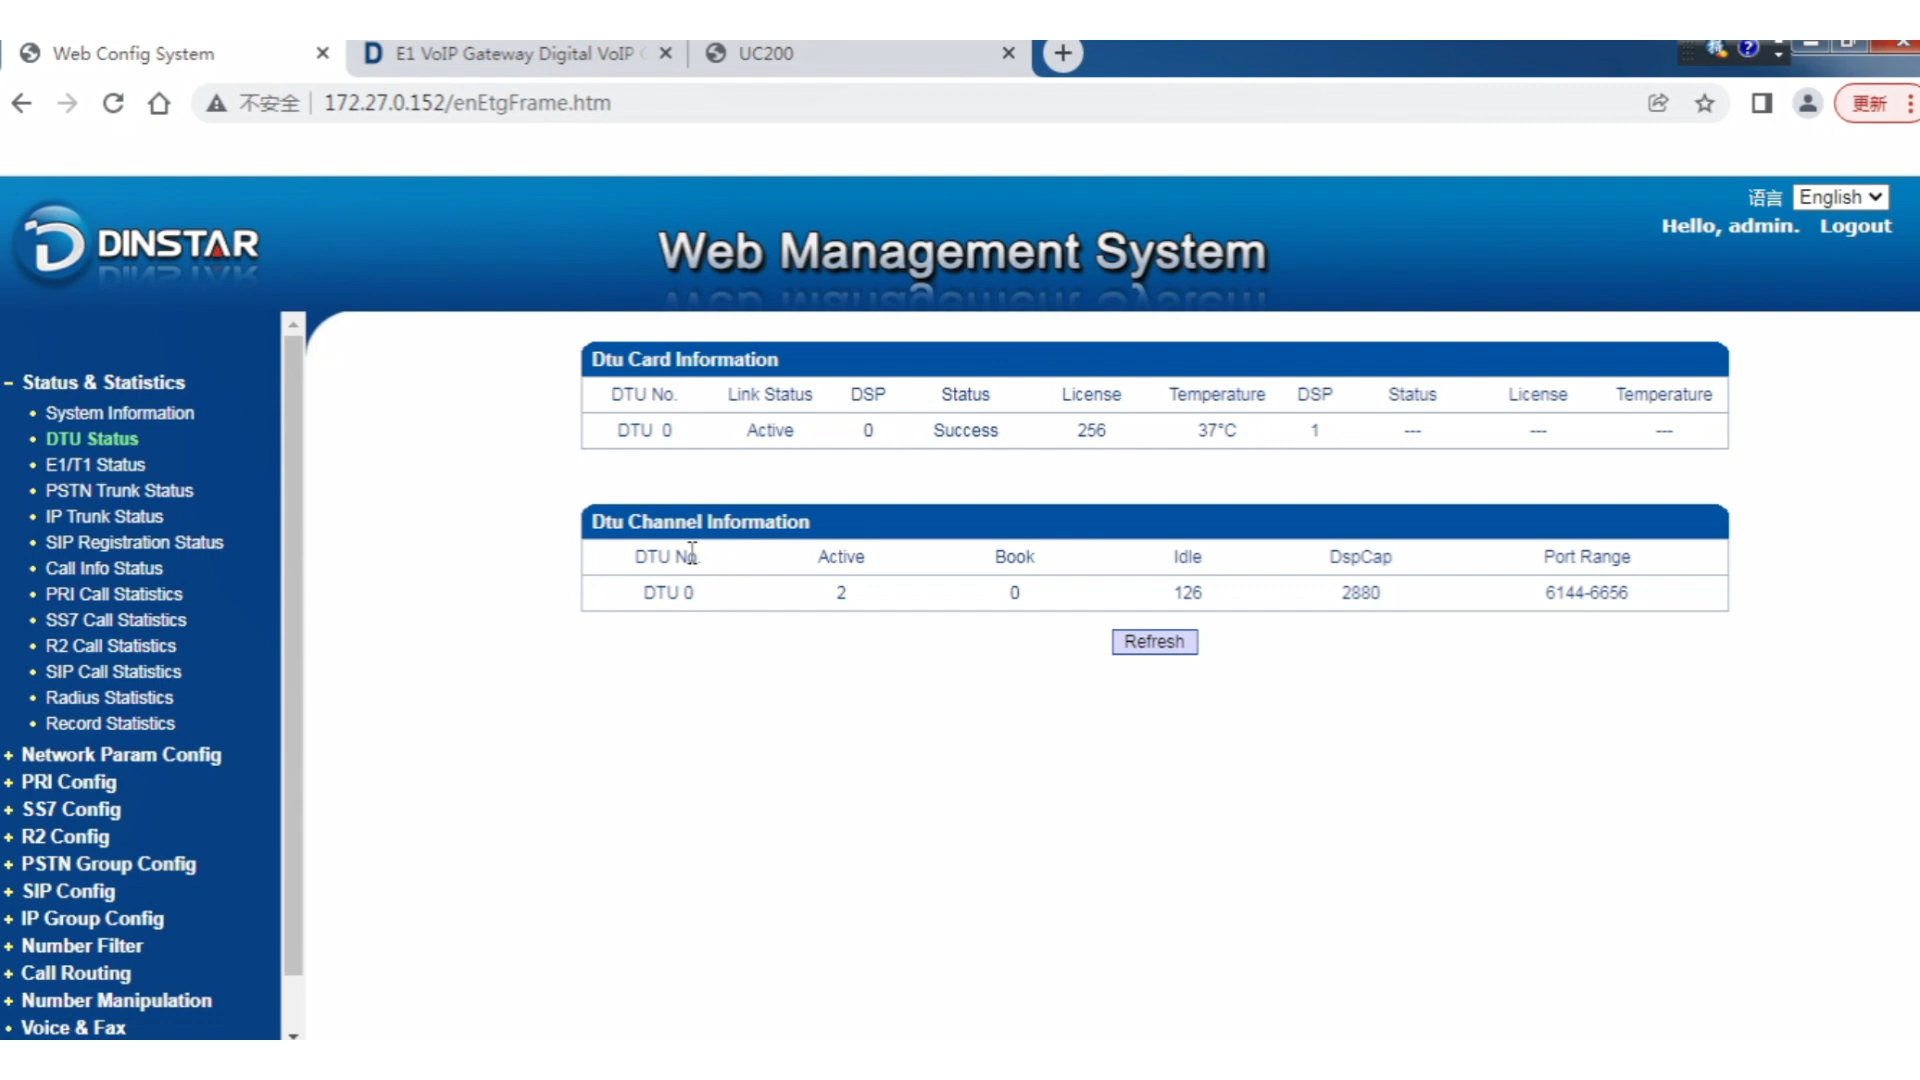 Web Config System
E1 VoIP Gateway Digital VoIP
UC200
不安全 172.27.0.152/enEtgFrame.htm
更新
DINSTAR
Web Management System
语言 English
Hello, admin. Logout
Status & Statistics
System Information
DTU Status
E1/T1 Status
PSTN Trunk Status
IP Trunk Status
SIP Registration Status
Call Info Status
PRI Call Statistics
SS7 Call Statistics
R2 Call Statistics
SIP Call Statistics
Radius Statistics
Record Statistics
Network Param Config
PRI Config
SS7 Config
R2 Config
PSTN Group Config
SIP Config
IP Group Config
Number Filter
Call Routing
Number Manipulation
Voice & Fax
Dtu Card Information
DTU No. Link Status DSP Status License Temperature DSP Status License Temperature
DTU 0 Active 0 Success 256 37°C 1 --- --- ---
Dtu Channel Information
DTU No. Active Book Idle DspCap Port Range
DTU 0 2 0 126 2880 6144-6656
Refresh